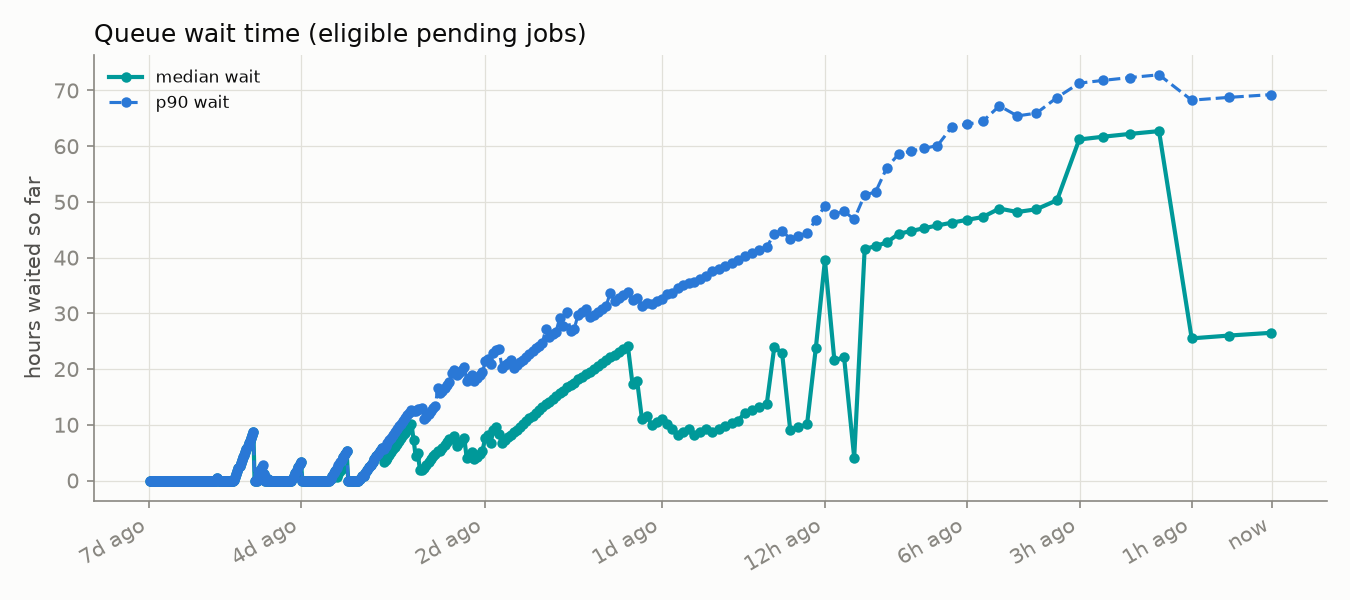 Queue wait time (eligible pending jobs)
median wait
p90 wait
hours waited so far
70
60
50
40
30
20
10
0
7d ago
4d ago
2d ago
1d ago
12h ago
6h ago
3h ago
1h ago
now